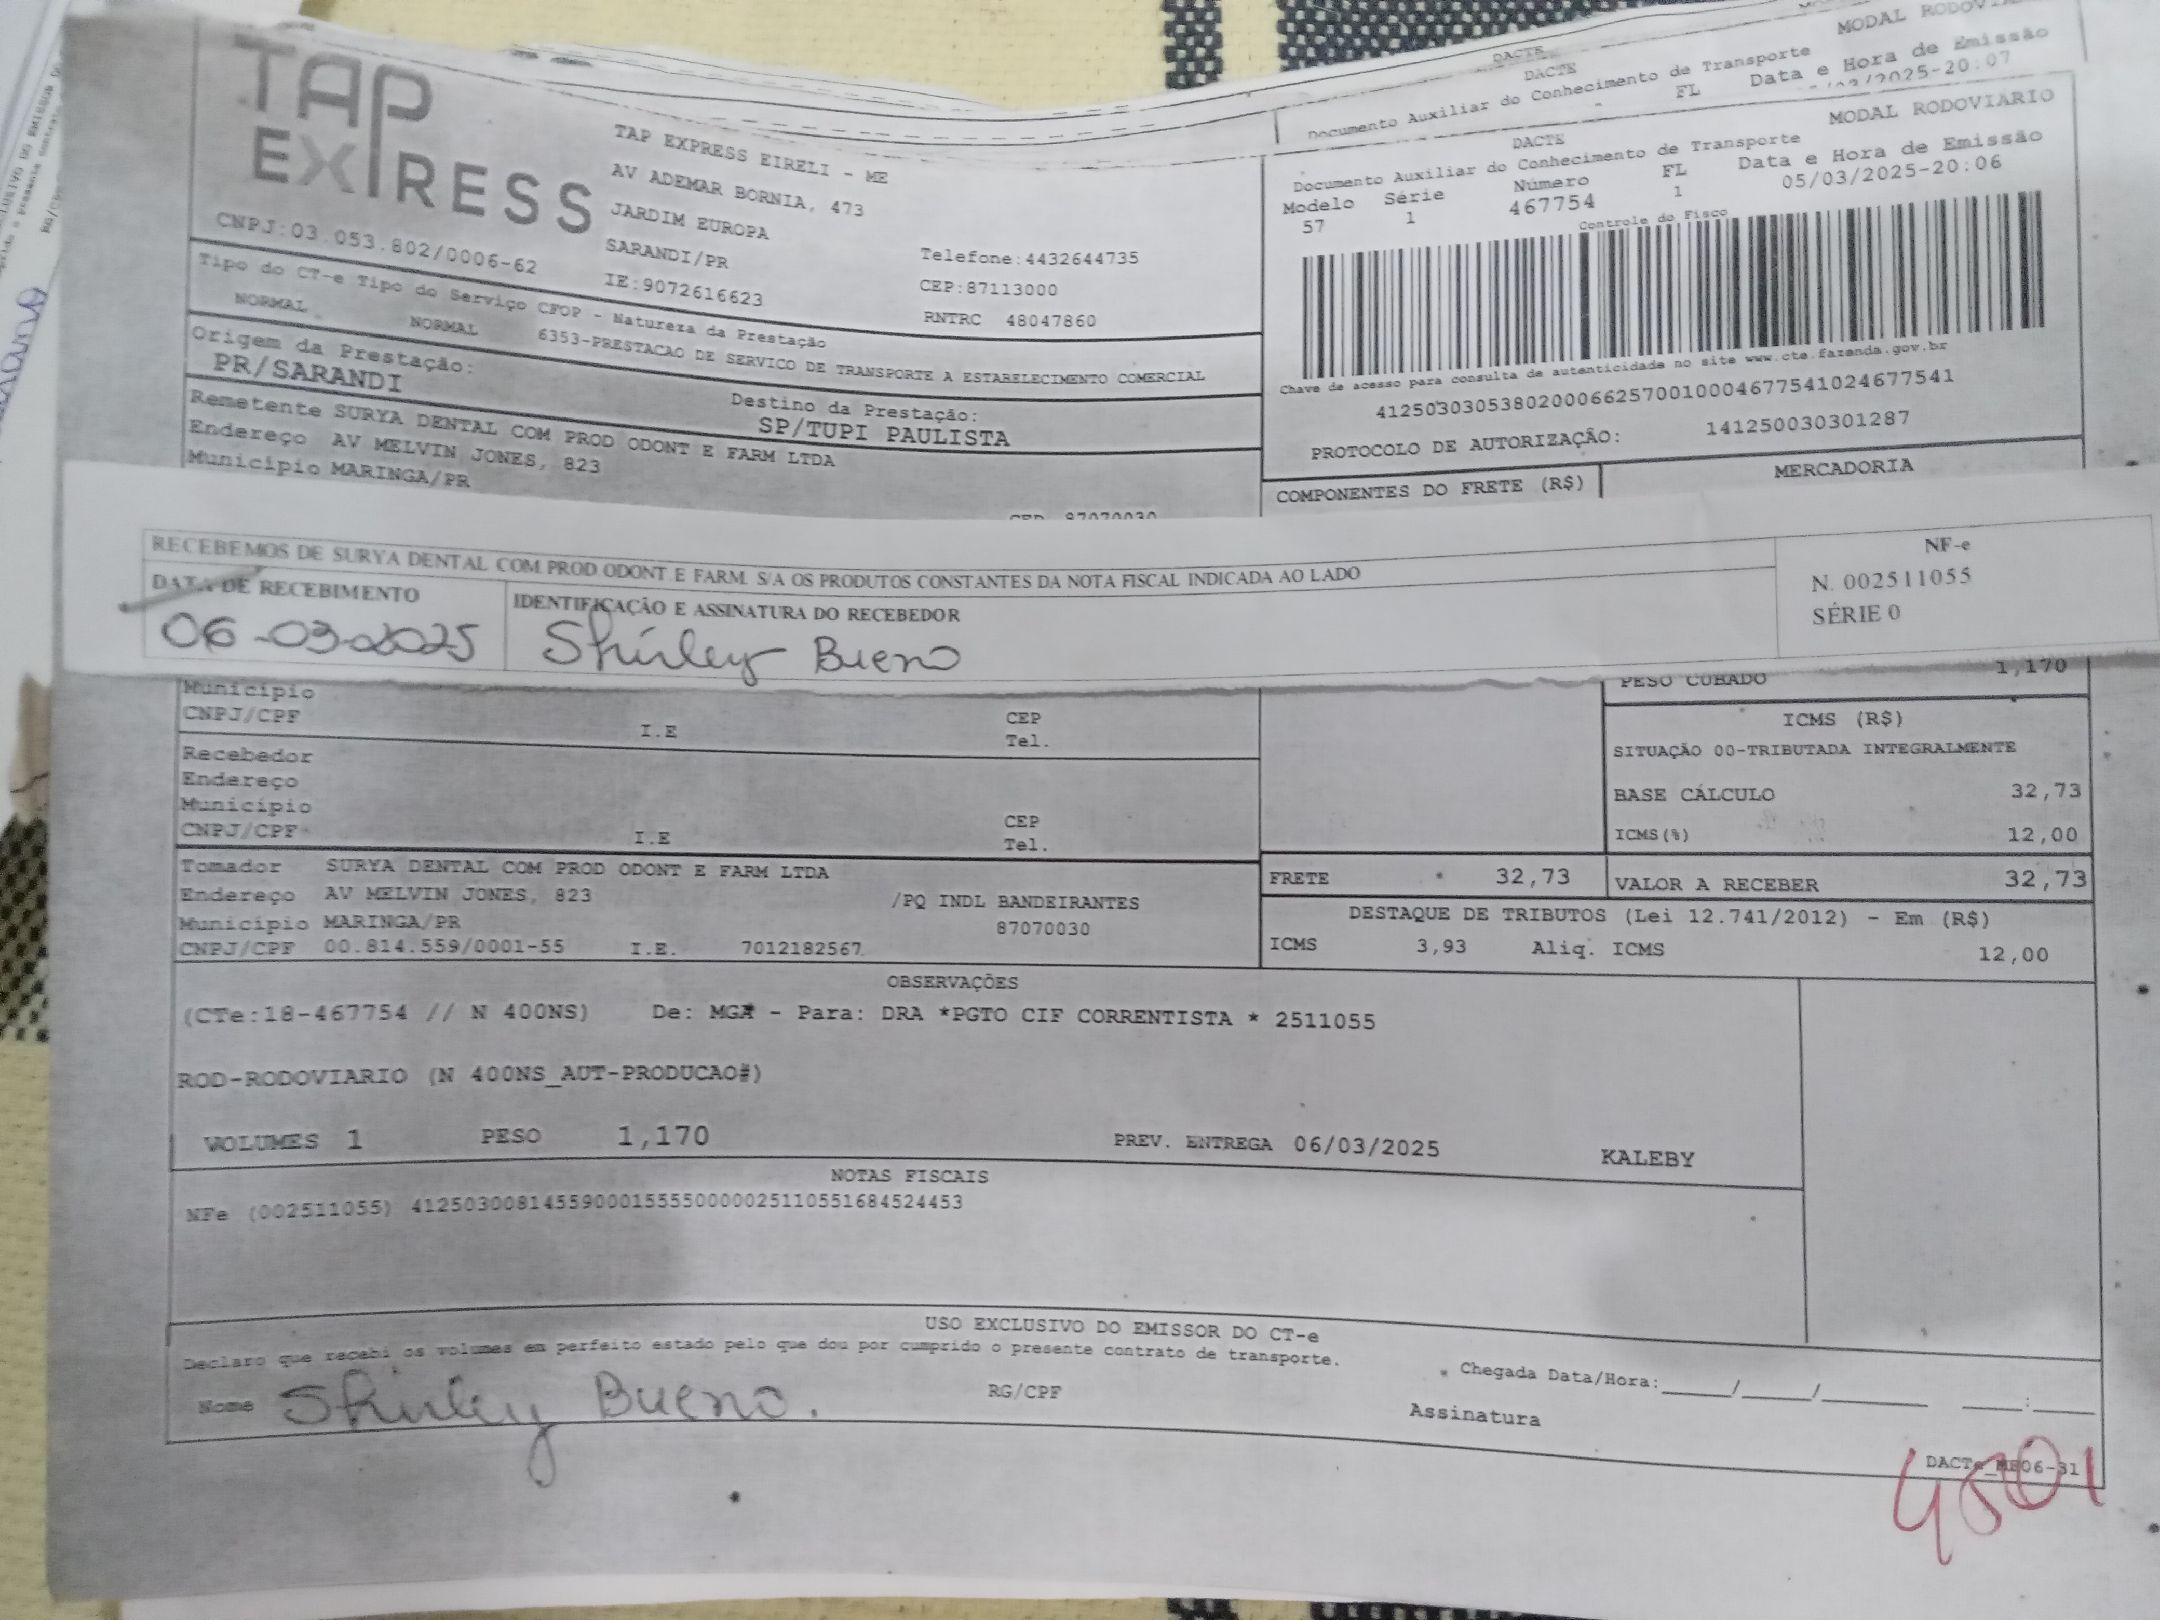 DACTE
DACTE
Documento Auxiliar do Conhecimento de Transporte
FL
Data e Hora de Emissão
TAP
EXPRESS
CNPJ:03.053.802/0006-62
TAP EXPRESS EIRELI - ME
AV ADEMAR BORNIA, 473
JARDIM EUROPA
SARANDI/PR
IE:9072616623
Telefone:4432644735
CEP:87113000
RNTRC 48047860
DACTE MODAL RODOVIÁRIO
Documento Auxiliar do Conhecimento de Transporte
Modelo Série Número FL Data e Hora de Emissão
57 1 467754 1 05/03/2025-20:06
Controle do Fisco
Chave de acesso para consulta de autenticidade no site www.cte.fazenda.gov.br
41250303053802000662570010004677541024677541
PROTOCOLO DE AUTORIZAÇÃO: 141250030301287
Tipo do CT-e Tipo do Serviço CFOP - Natureza da Prestação
NORMAL NORMAL 6353-PRESTACAO DE SERVICO DE TRANSPORTE A ESTABELECIMENTO COMERCIAL
Origem da Prestação: Destino da Prestação:
PR/SARANDI SP/TUPI PAULISTA
Remetente SURYA DENTAL COM PROD ODONT E FARM LTDA
Endereço AV MELVIN JONES, 823
Município MARINGA/PR
CEP 87070030
COMPONENTES DO FRETE (R$) MERCADORIA
RECEBEMOS DE SURYA DENTAL COM.PROD ODONT E FARM. S/A OS PRODUTOS CONSTANTES DA NOTA FISCAL INDICADA AO LADO
DATA DE RECEBIMENTO IDENTIFICAÇÃO E ASSINATURA DO RECEBEDOR
06-03-2025 Shirley Bueno
NF-e
N. 002511055
SÉRIE 0
PESO CUBADO 1,170
Município
CNPJ/CPF I.E CEP
Tel.
Recebedor
Endereço
Município
CNPJ/CPF I.E CEP
Tel.
ICMS (R$)
SITUAÇÃO 00-TRIBUTADA INTEGRALMENTE
BASE CÁLCULO 32,73
ICMS(%) 12,00
Tomador SURYA DENTAL COM PROD ODONT E FARM LTDA
Endereço AV MELVIN JONES, 823 /PQ INDL BANDEIRANTES
Município MARINGA/PR 87070030
CNPJ/CPF 00.814.559/0001-55 I.E. 7012182567
FRETE 32,73 VALOR A RECEBER 32,73
DESTAQUE DE TRIBUTOS (Lei 12.741/2012) - Em (R$)
ICMS 3,93 Aliq. ICMS 12,00
OBSERVAÇÕES
(CTe:18-467754 // N 400NS) De: MGA - Para: DRA *PGTO CIF CORRENTISTA * 2511055
ROD-RODOVIARIO (N 400NS_AUT-PRODUCAO#)
VOLUMES 1 PESO 1,170 PREV. ENTREGA 06/03/2025 KALEBY
NOTAS FISCAIS
NFe (002511055) 41250300814559000155550000025110551684524453
USO EXCLUSIVO DO EMISSOR DO CT-e
Declaro que recebi os volumes em perfeito estado pelo que dou por cumprido o presente contrato de transporte.
Nome Shirley Bueno. RG/CPF
Chegada Data/Hora:_____/_____/________ _____:_____
Assinatura